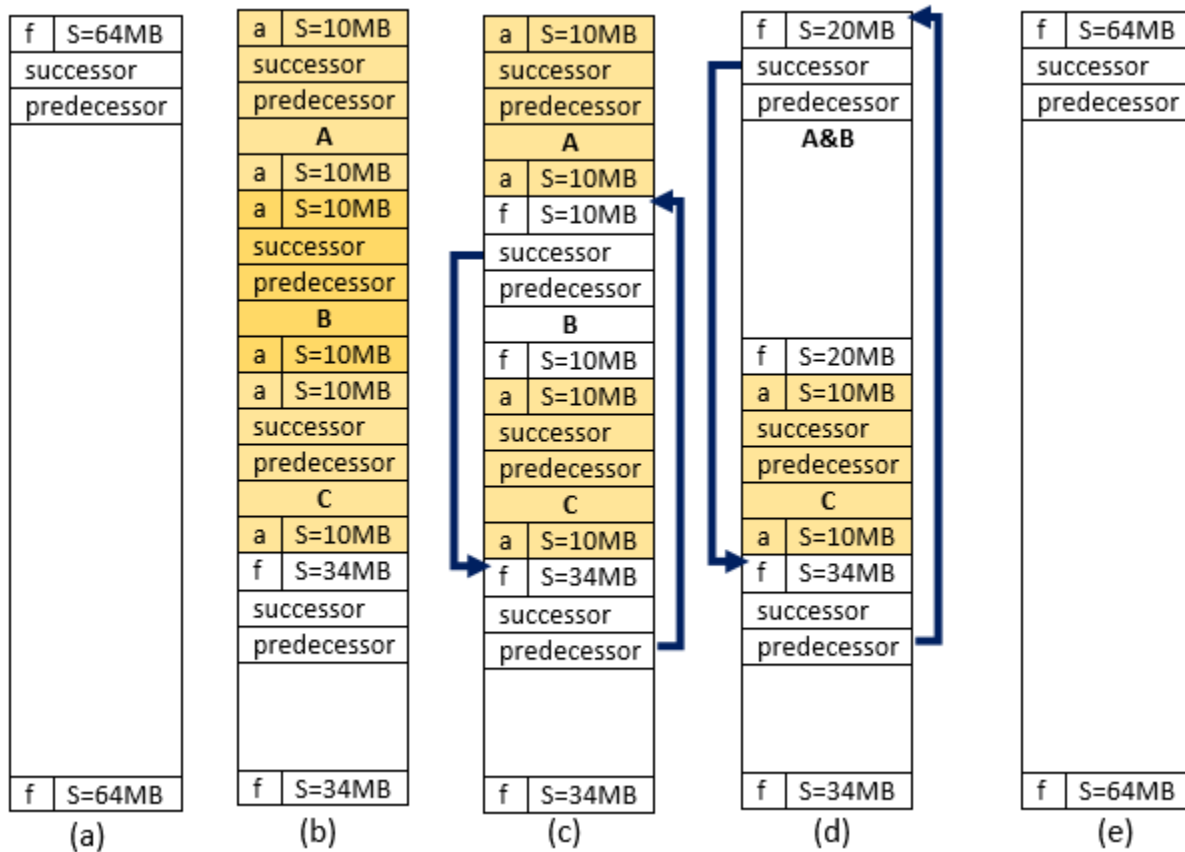 f S=64MB
successor
predecessor
f S=64MB
(a)
a S=10MB
successor
predecessor
A
a S=10MB
a S=10MB
successor
predecessor
B
a S=10MB
a S=10MB
successor
predecessor
C
a S=10MB
f S=34MB
successor
predecessor
f S=34MB
(b)
a S=10MB
successor
predecessor
A
a S=10MB
f S=10MB
successor
predecessor
B
f S=10MB
a S=10MB
successor
predecessor
C
a S=10MB
f S=34MB
successor
predecessor
f S=34MB
(c)
f S=20MB
successor
predecessor
A&B
f S=20MB
a S=10MB
successor
predecessor
C
a S=10MB
f S=34MB
successor
predecessor
f S=34MB
(d)
f S=64MB
successor
predecessor
f S=64MB
(e)